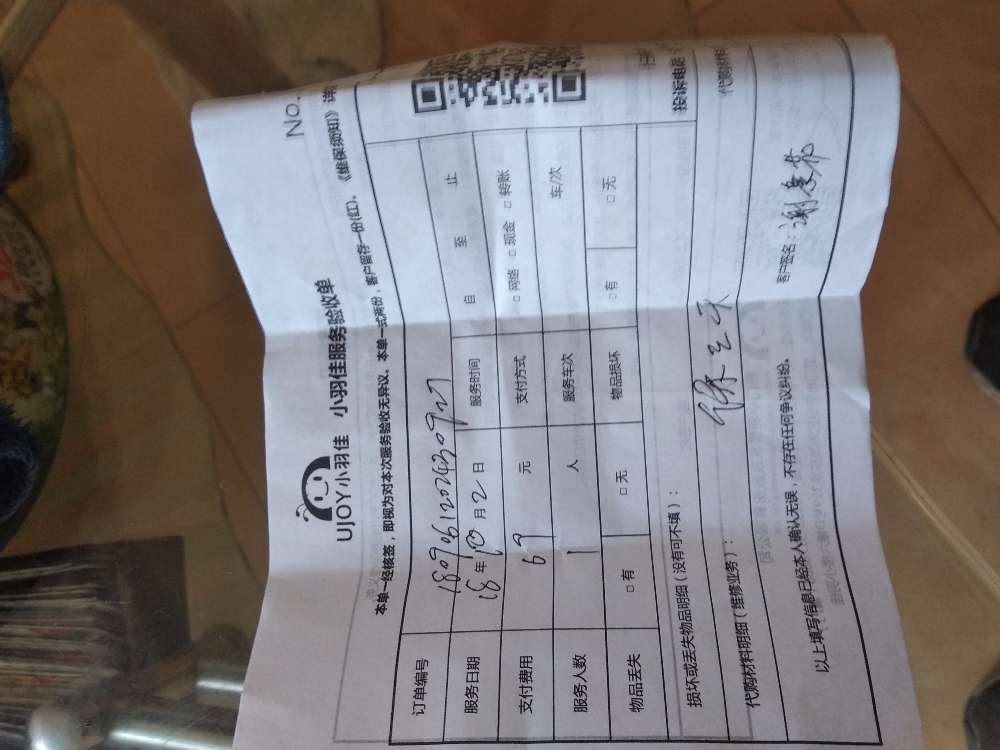 No.
UJOY小羽佳 小羽佳服务验收单
本单一经核签，即视为对本次服务验收无异议。本单一式两份，客户留存一份(红)。《维保须知》详
订单编号
服务日期 18年10月2日 服务时间 自 至 止
支付费用 69 元 支付方式 □ 网络 □ 现金 □ 转账
服务人数 1 人 服务车次 车/次
物品丢失 □ 有 □ 无 物品损坏 □ 有 □ 无
损坏或丢失物品明细（没有可不填）： 投诉电话
代购材料明细（维修业务）： 代购材料
以上填写信息已经本人确认无误，不存在任何争议纠纷。 客户签名：